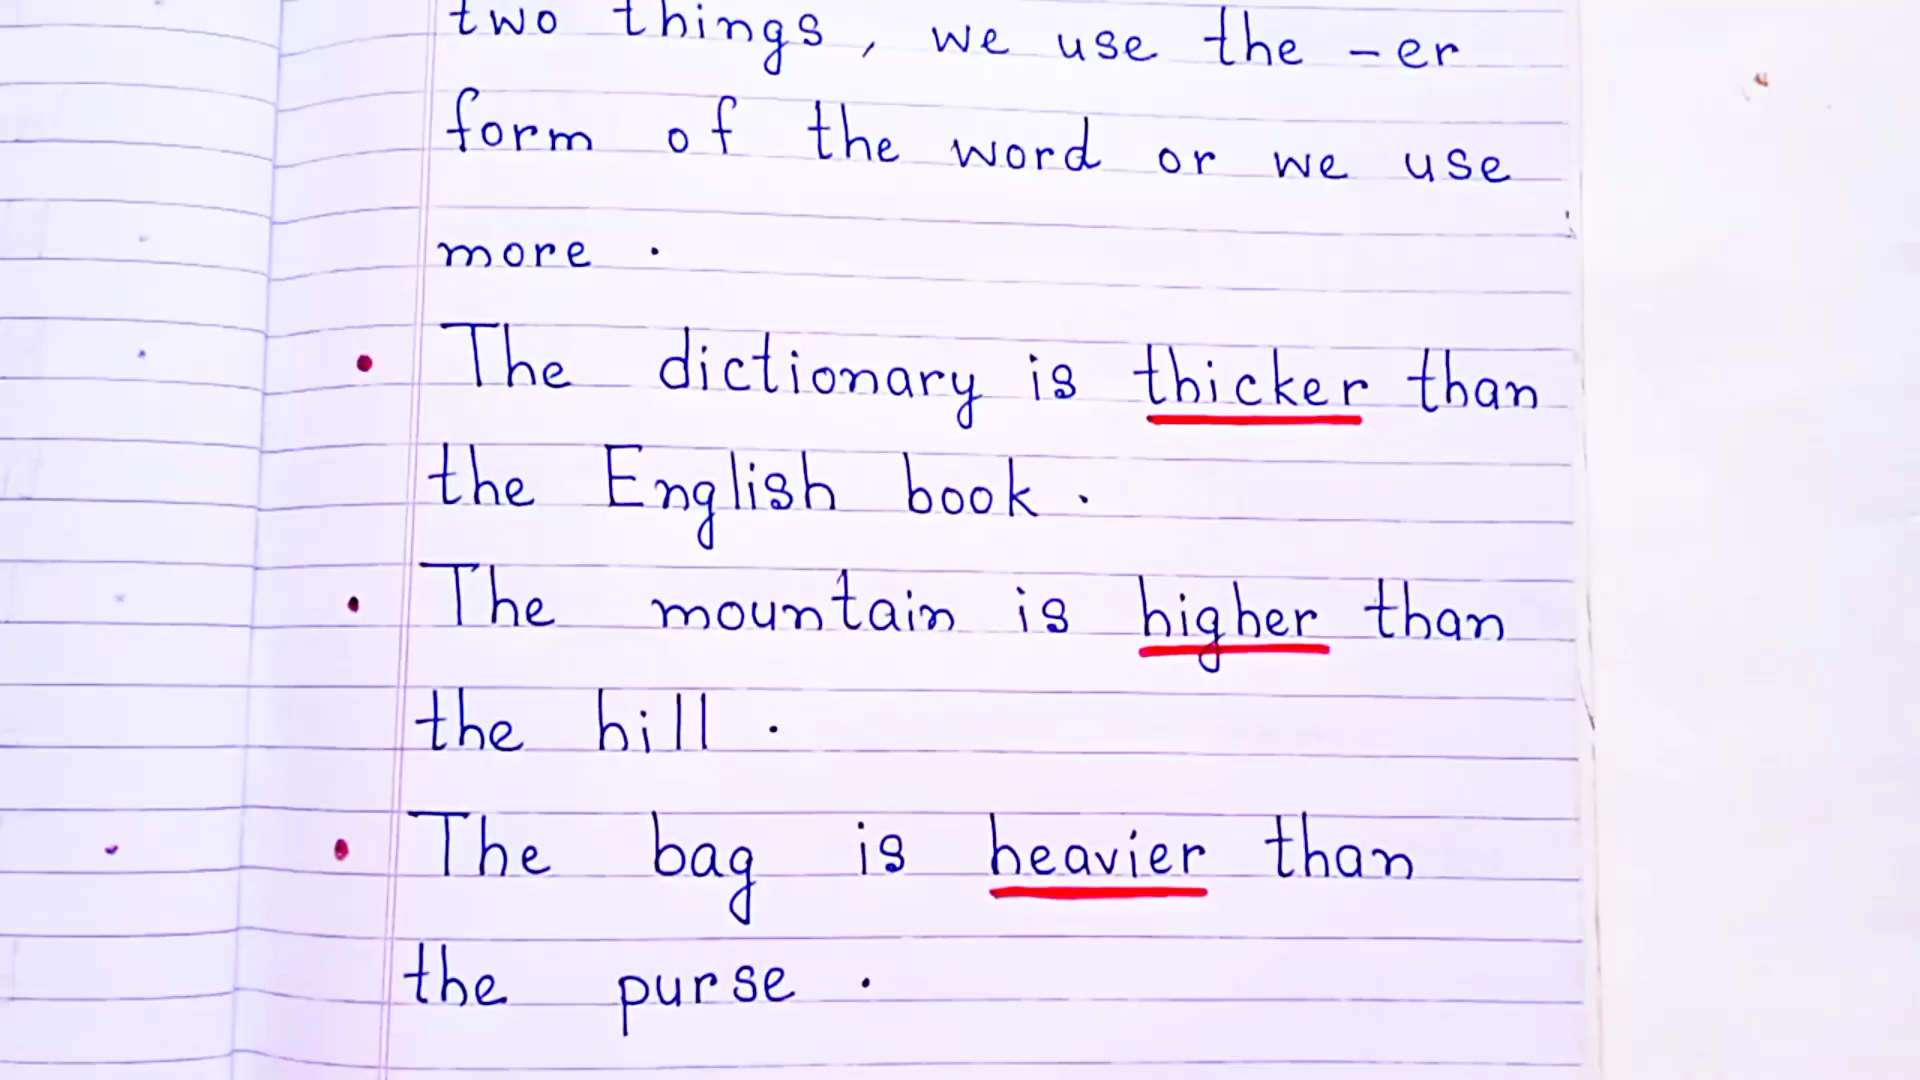 two things, we use the -er
form of the word or we use
more .
• The dictionary is thicker than
the English book .
• The mountain is higher than
the hill .
• The bag is heavier than
the purse .